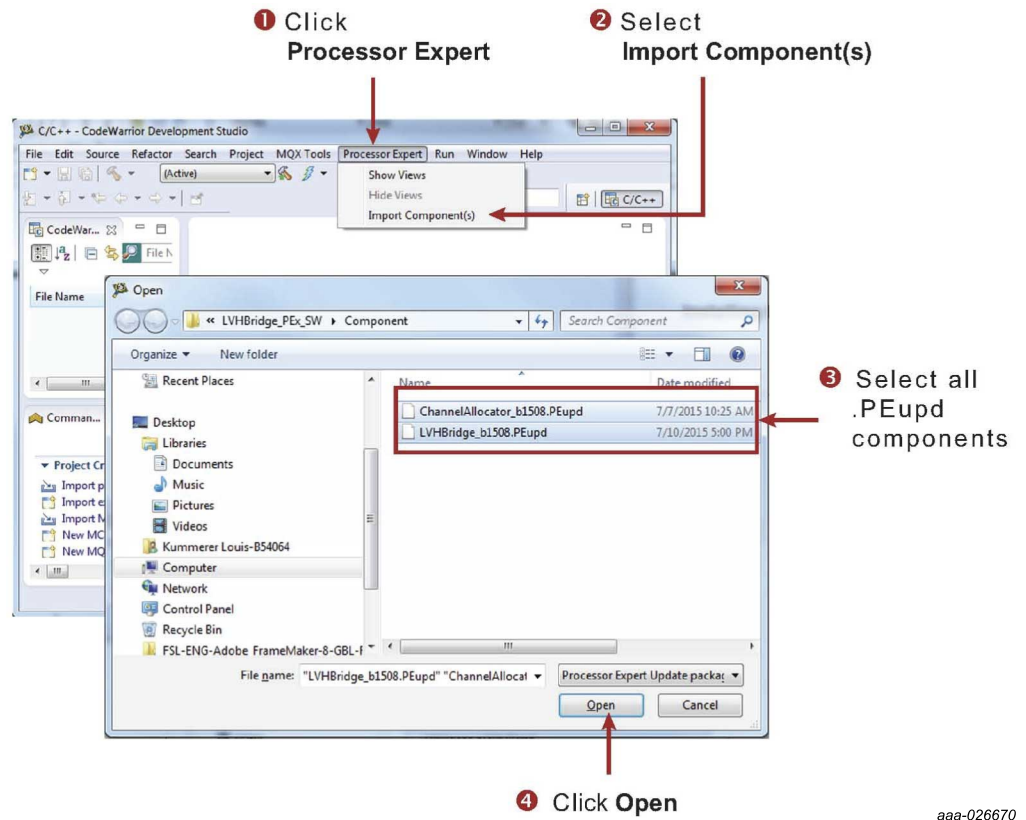 ❶ Click
Processor Expert
❷ Select
Import Component(s)
C/C++ - CodeWarrior Development Studio
File Edit Source Refactor Search Project MQX Tools Processor Expert Run Window Help
(Active)
Show Views
Hide Views
Import Component(s)
C/C++
CodeWar...
File N
File Name
Comman...
Project Cr
Import p
Import e
Import M
New MC
New MQ
Open
« LVHBridge_PEx_SW ▸ Component
Search Component
Organize ▾ New folder
Recent Places
Desktop
Libraries
Documents
Music
Pictures
Videos
Kummerer Louis-B54064
Computer
Network
Control Panel
Recycle Bin
FSL-ENG-Adobe FrameMaker-8-GBL-F
Name Date modified
ChannelAllocator_b1508.PEupd 7/7/2015 10:25 AM
LVHBridge_b1508.PEupd 7/10/2015 5:00 PM
❸ Select all
.PEupd
components
File name: "LVHBridge_b1508.PEupd" "ChannelAllocat
Processor Expert Update packag
Open Cancel
❹ Click Open
aaa-026670